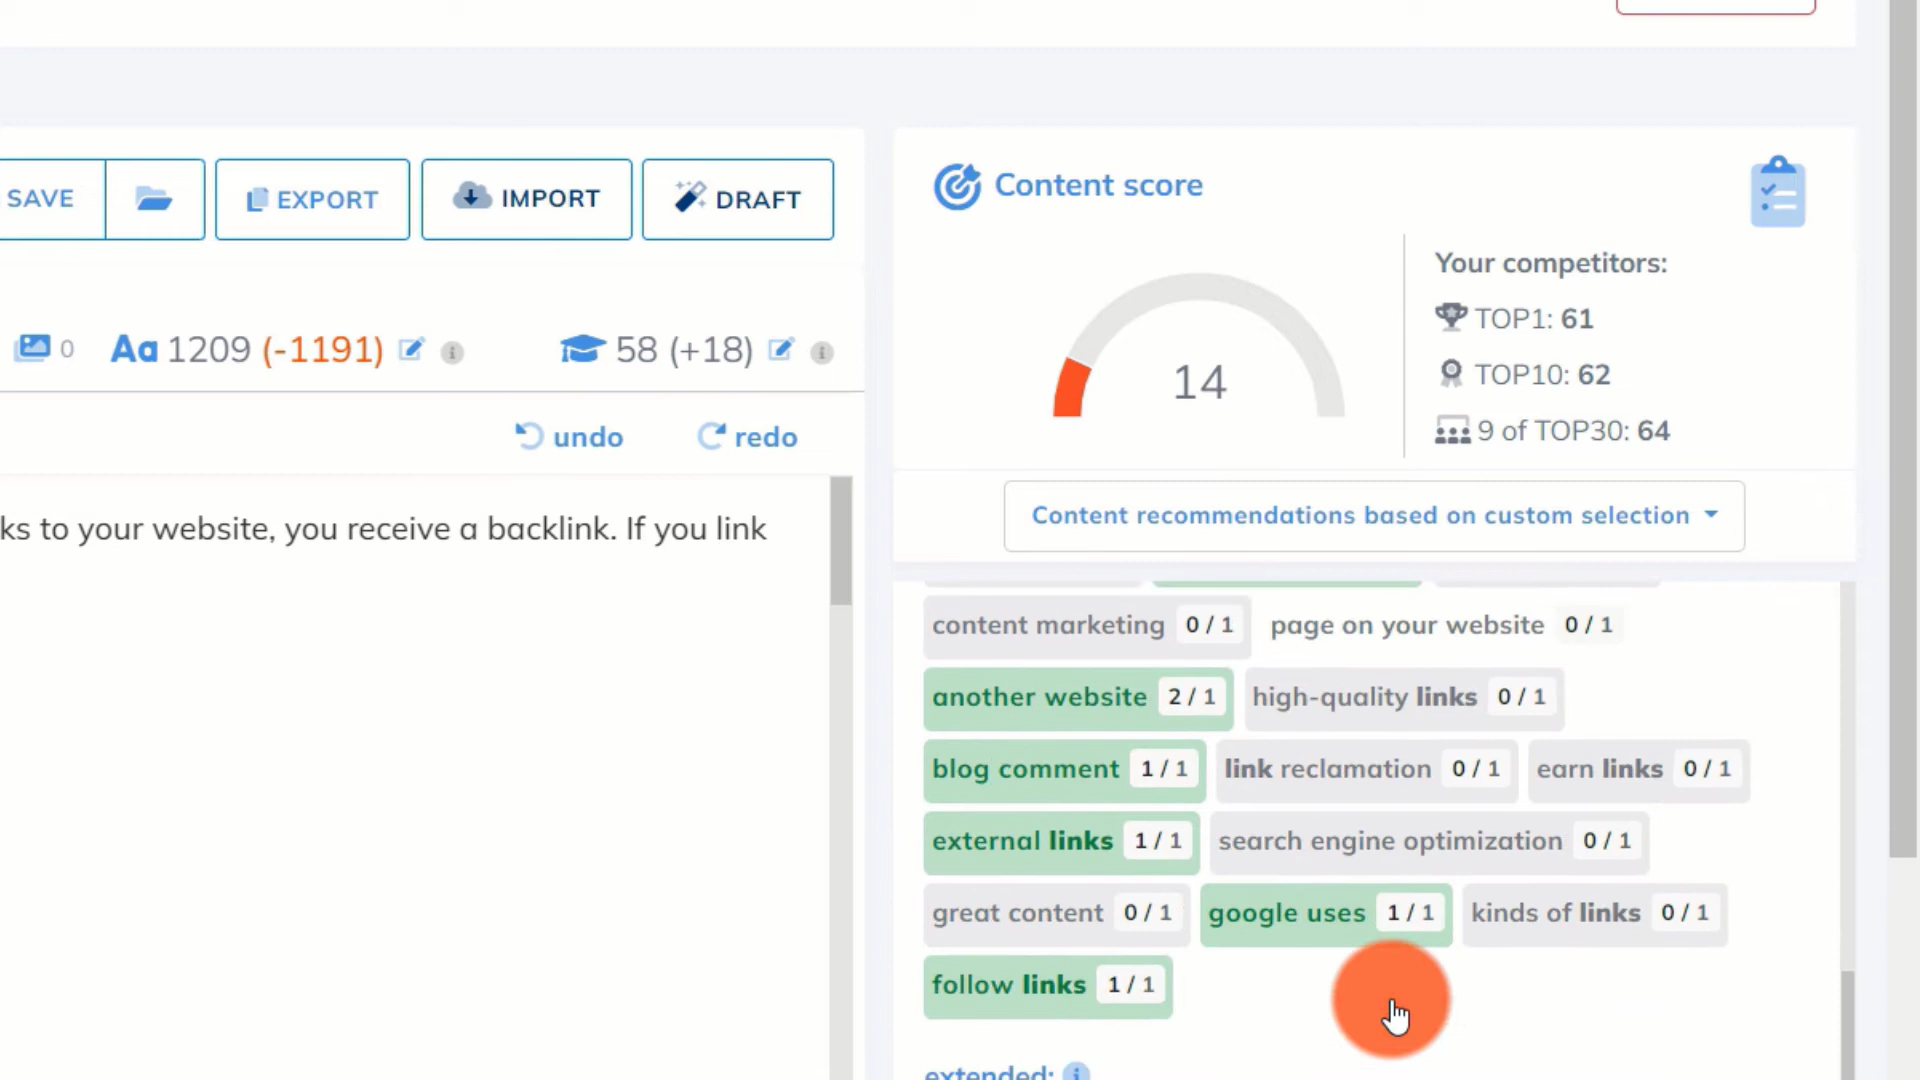 SAVE
EXPORT
IMPORT
DRAFT
0
Aa 1209 (-1191)
58 (+18)
undo
redo
ks to your website, you receive a backlink. If you link
Content score
14
Your competitors:
TOP1: 61
TOP10: 62
9 of TOP30: 64
Content recommendations based on custom selection
content marketing 0 / 1 page on your website 0 / 1
another website 2 / 1 high-quality links 0 / 1
blog comment 1 / 1 link reclamation 0 / 1 earn links 0 / 1
external links 1 / 1 search engine optimization 0 / 1
great content 0 / 1 google uses 1 / 1 kinds of links 0 / 1
follow links 1 / 1
extended: